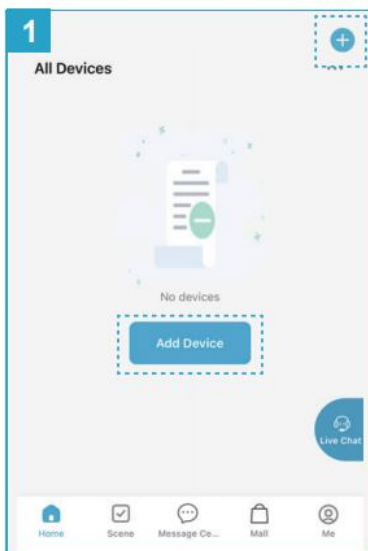 1
All Devices
No devices
Add Device
Live Chat
Home Scene Message Ce... Mall Me